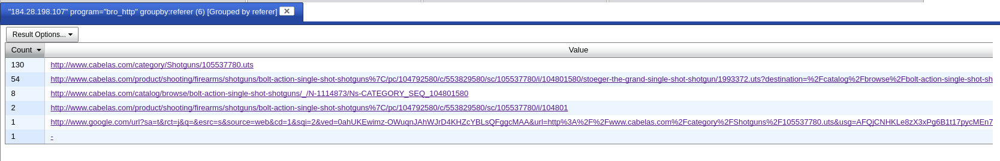 "184.28.198.107" program="bro_http" groupby:referer (6) [Grouped by referer]
Result Options...
Count Value
130 http://www.cabelas.com/category/Shotguns/105537780.uts
54 http://www.cabelas.com/product/shooting/firearms/shotguns/bolt-action-single-shot-shotguns%7C/pc/104792580/c/553829580/sc/105537780/i/104801580/stoeger-the-grand-single-shot-shotgun/1993372.uts?destination=%2Fcatalog%2Fbrowse%2Fbolt-action-single-shot-sh
8 http://www.cabelas.com/catalog/browse/bolt-action-single-shot-shotguns/_/N-1114873/Ns-CATEGORY_SEQ_104801580
2 http://www.cabelas.com/product/shooting/firearms/shotguns/bolt-action-single-shot-shotguns%7C/pc/104792580/c/553829580/sc/105537780/i/104801
1 http://www.google.com/url?sa=t&rct=j&q=&esrc=s&source=web&cd=1&sqi=2&ved=0ahUKEwimz-OWuqnJAhWJrD4KHZcYBLsQFggcMAA&url=http%3A%2F%2Fwww.cabelas.com%2Fcategory%2FShotguns%2F105537780.uts&usg=AFQjCNHKLe8zX3xPg6B1t17pycMEn7
1 -